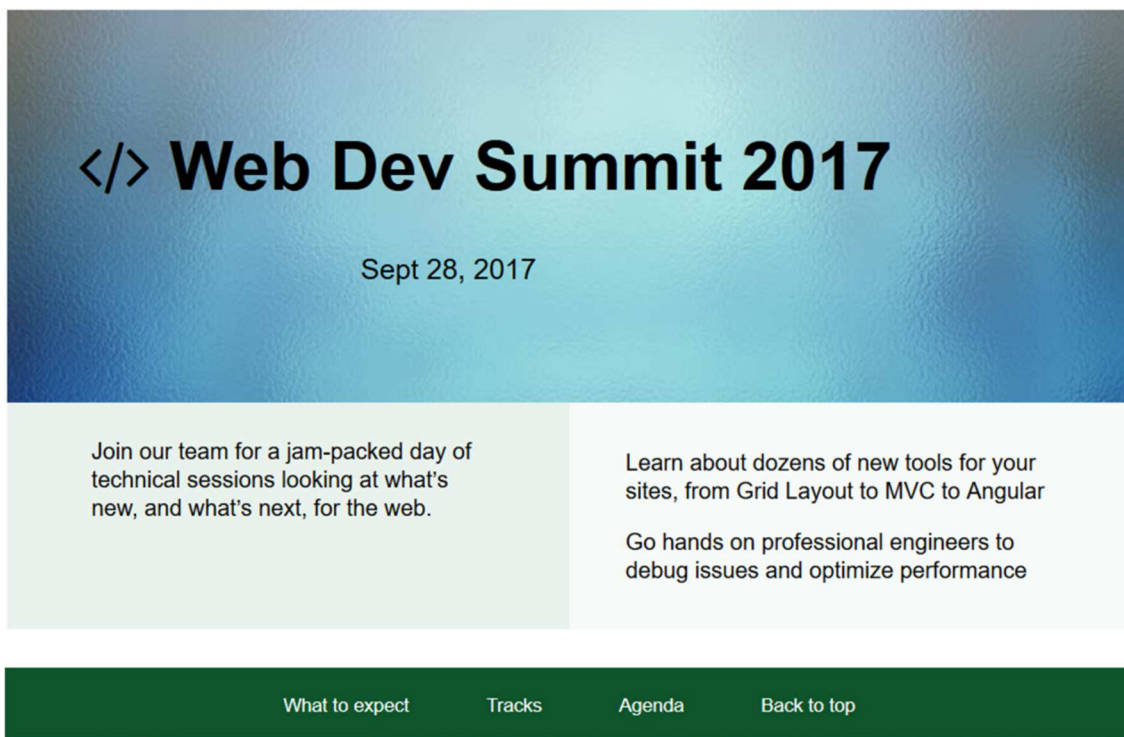 </> Web Dev Summit 2017
Sept 28, 2017
Join our team for a jam-packed day of
technical sessions looking at what’s
new, and what’s next, for the web.
Learn about dozens of new tools for your
sites, from Grid Layout to MVC to Angular
Go hands on professional engineers to
debug issues and optimize performance
What to expect Tracks Agenda Back to top